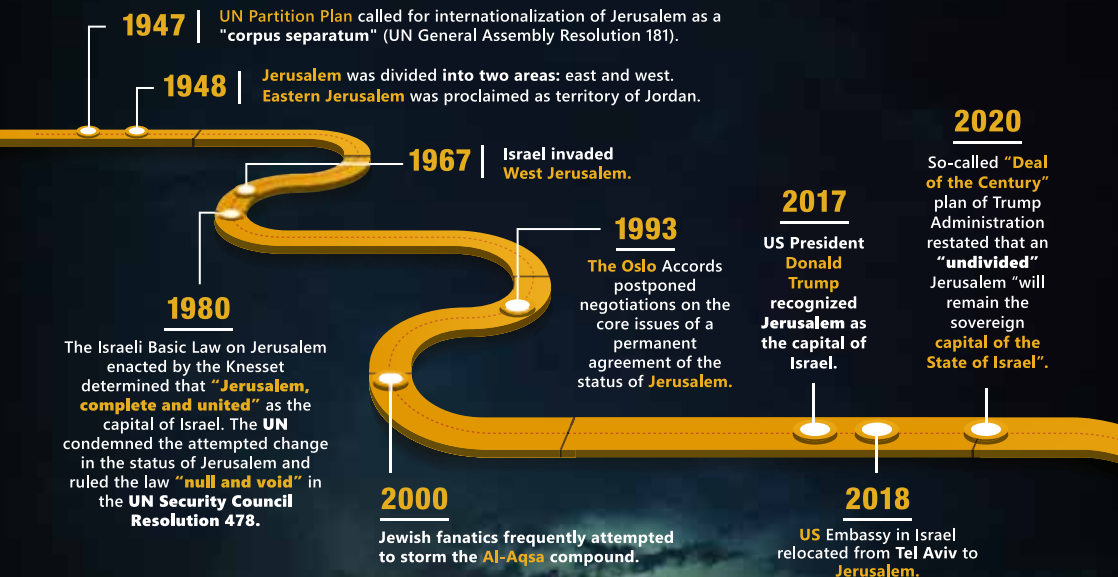 1947
UN Partition Plan called for internationalization of Jerusalem as a
"corpus separatum" (UN General Assembly Resolution 181).
1948
Jerusalem was divided into two areas: east and west.
Eastern Jerusalem was proclaimed as territory of Jordan.
1967
Israel invaded
West Jerusalem.
1980
The Israeli Basic Law on Jerusalem
enacted by the Knesset
determined that “Jerusalem,
complete and united” as the
capital of Israel. The UN
condemned the attempted change
in the status of Jerusalem and
ruled the law “null and void” in
the UN Security Council
Resolution 478.
1993
The Oslo Accords
postponed
negotiations on the
core issues of a
permanent
agreement of the
status of Jerusalem.
2000
Jewish fanatics frequently attempted
to storm the Al-Aqsa compound.
2017
US President
Donald
Trump
recognized
Jerusalem as
the capital of
Israel.
2018
US Embassy in Israel
relocated from Tel Aviv to
Jerusalem.
2020
So-called “Deal
of the Century”
plan of Trump
Administration
restated that an
“undivided”
Jerusalem “will
remain the
sovereign
capital of the
State of Israel”.